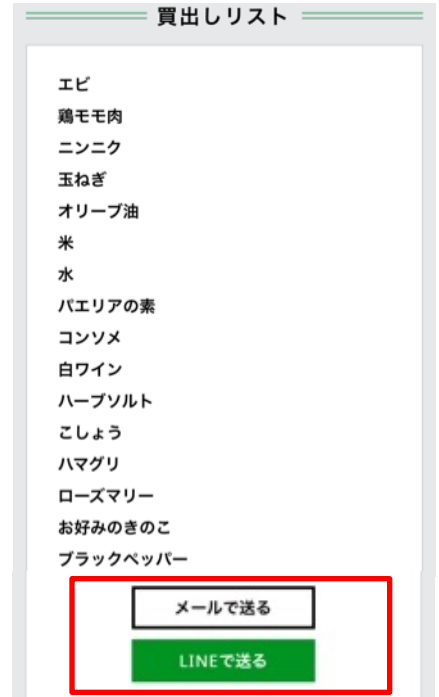 買出しリスト
エビ
鶏モモ肉
ニンニク
玉ねぎ
オリーブ油
米
水
パエリアの素
コンソメ
白ワイン
ハーブソルト
こしょう
ハマグリ
ローズマリー
お好みのきのこ
ブラックペッパー
メールで送る
LINEで送る